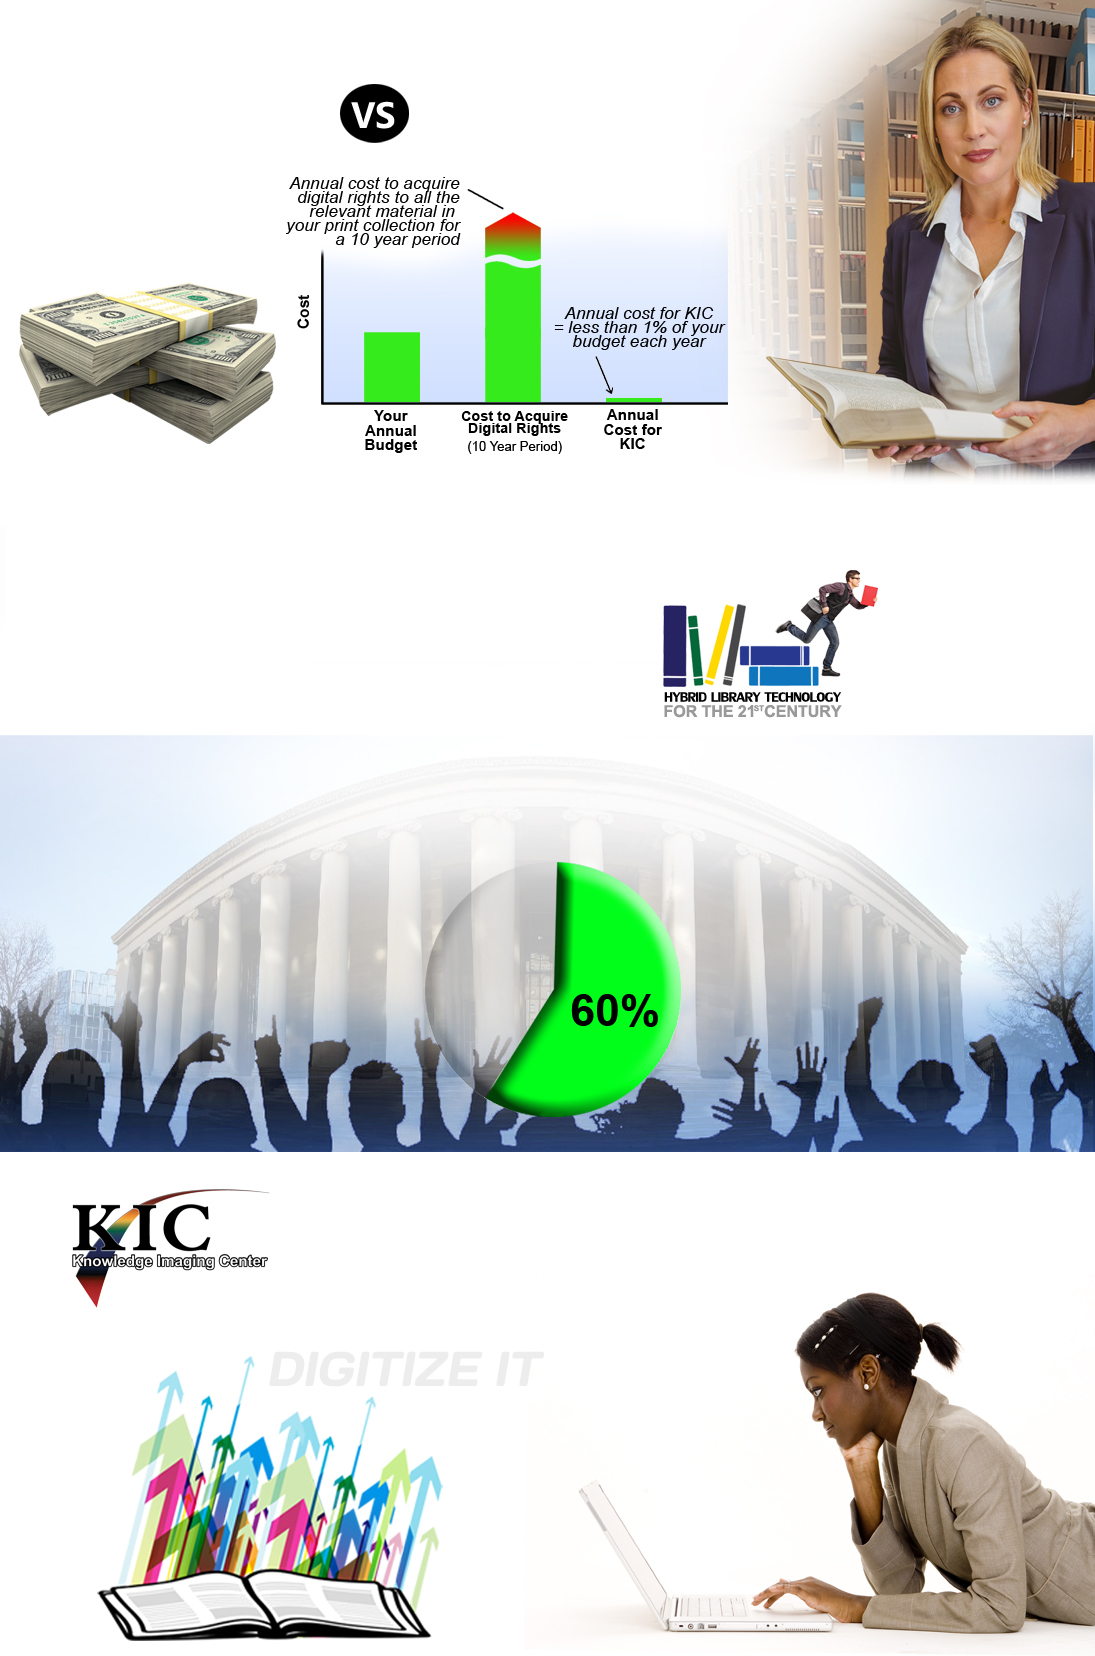 VS
Annual cost to acquire
digital rights to all the
relevant material in
your print collection for
a 10 year period
Cost
Annual cost for KIC
= less than 1% of your
budget each year
Your
Annual
Budget
Cost to Acquire
Digital Rights
(10 Year Period)
Annual
Cost for
KIC
HYBRID LIBRARY TECHNOLOGY
FOR THE 21ST CENTURY
60%
KIC
Knowledge Imaging Center
DIGITIZE IT